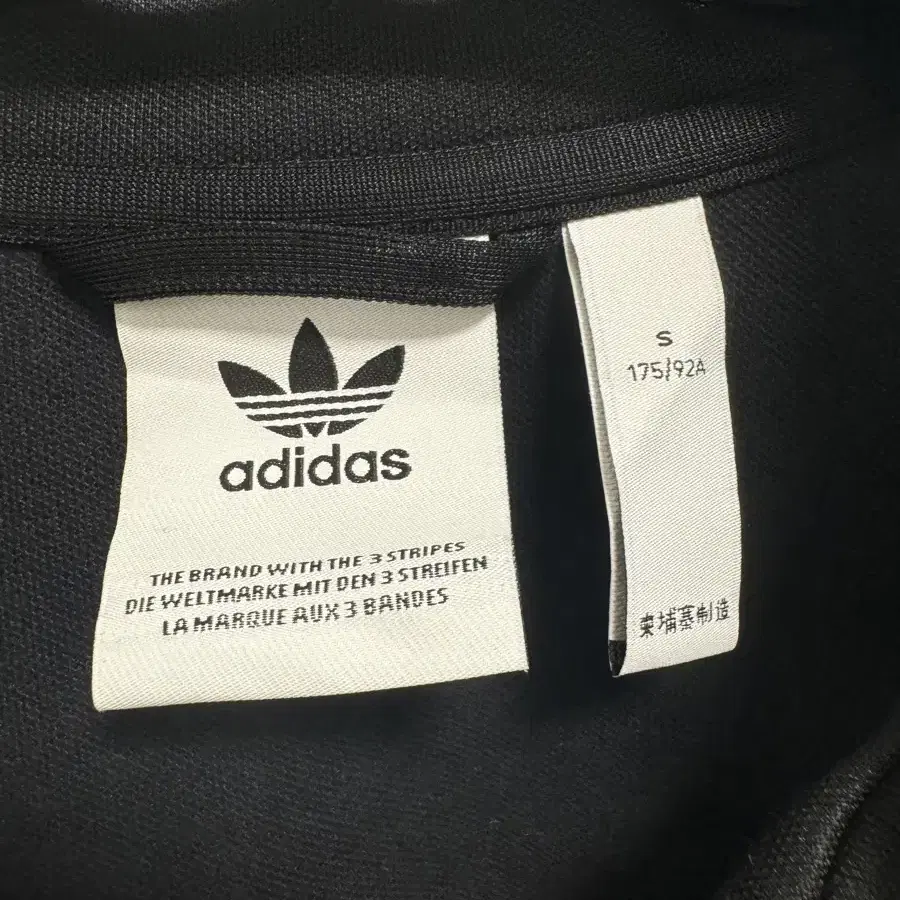 adidas
THE BRAND WITH THE 3 STRIPES
DIE WELTMARKE MIT DEN 3 STREIFEN
LA MARQUE AUX 3 BANDES
S
175/92A
柬埔寨制造